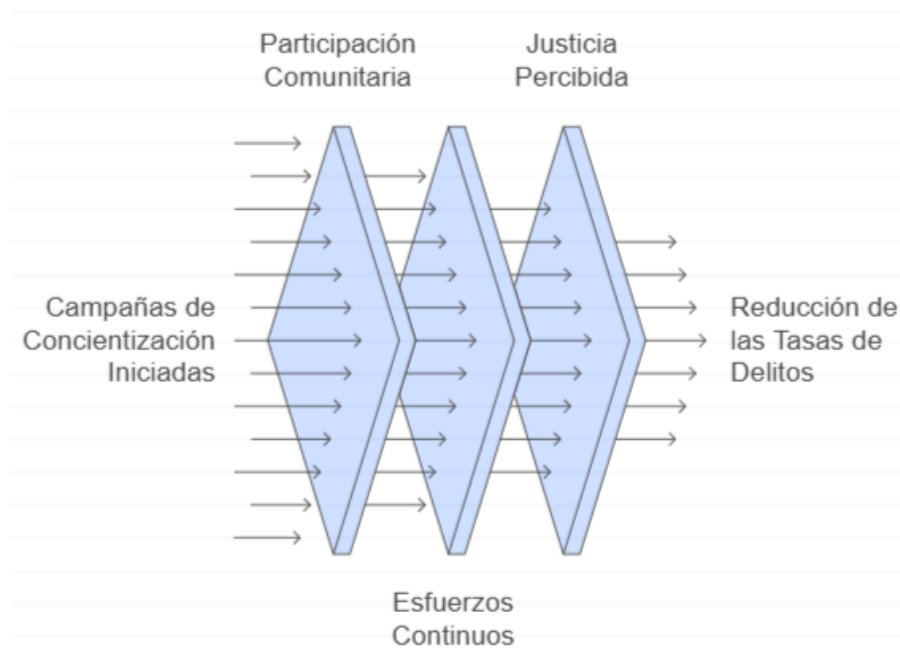 Participación
Comunitaria
Justicia
Percibida
Campañas de
Concientización
Iniciadas
Reducción de
las Tasas de
Delitos
Esfuerzos
Continuos